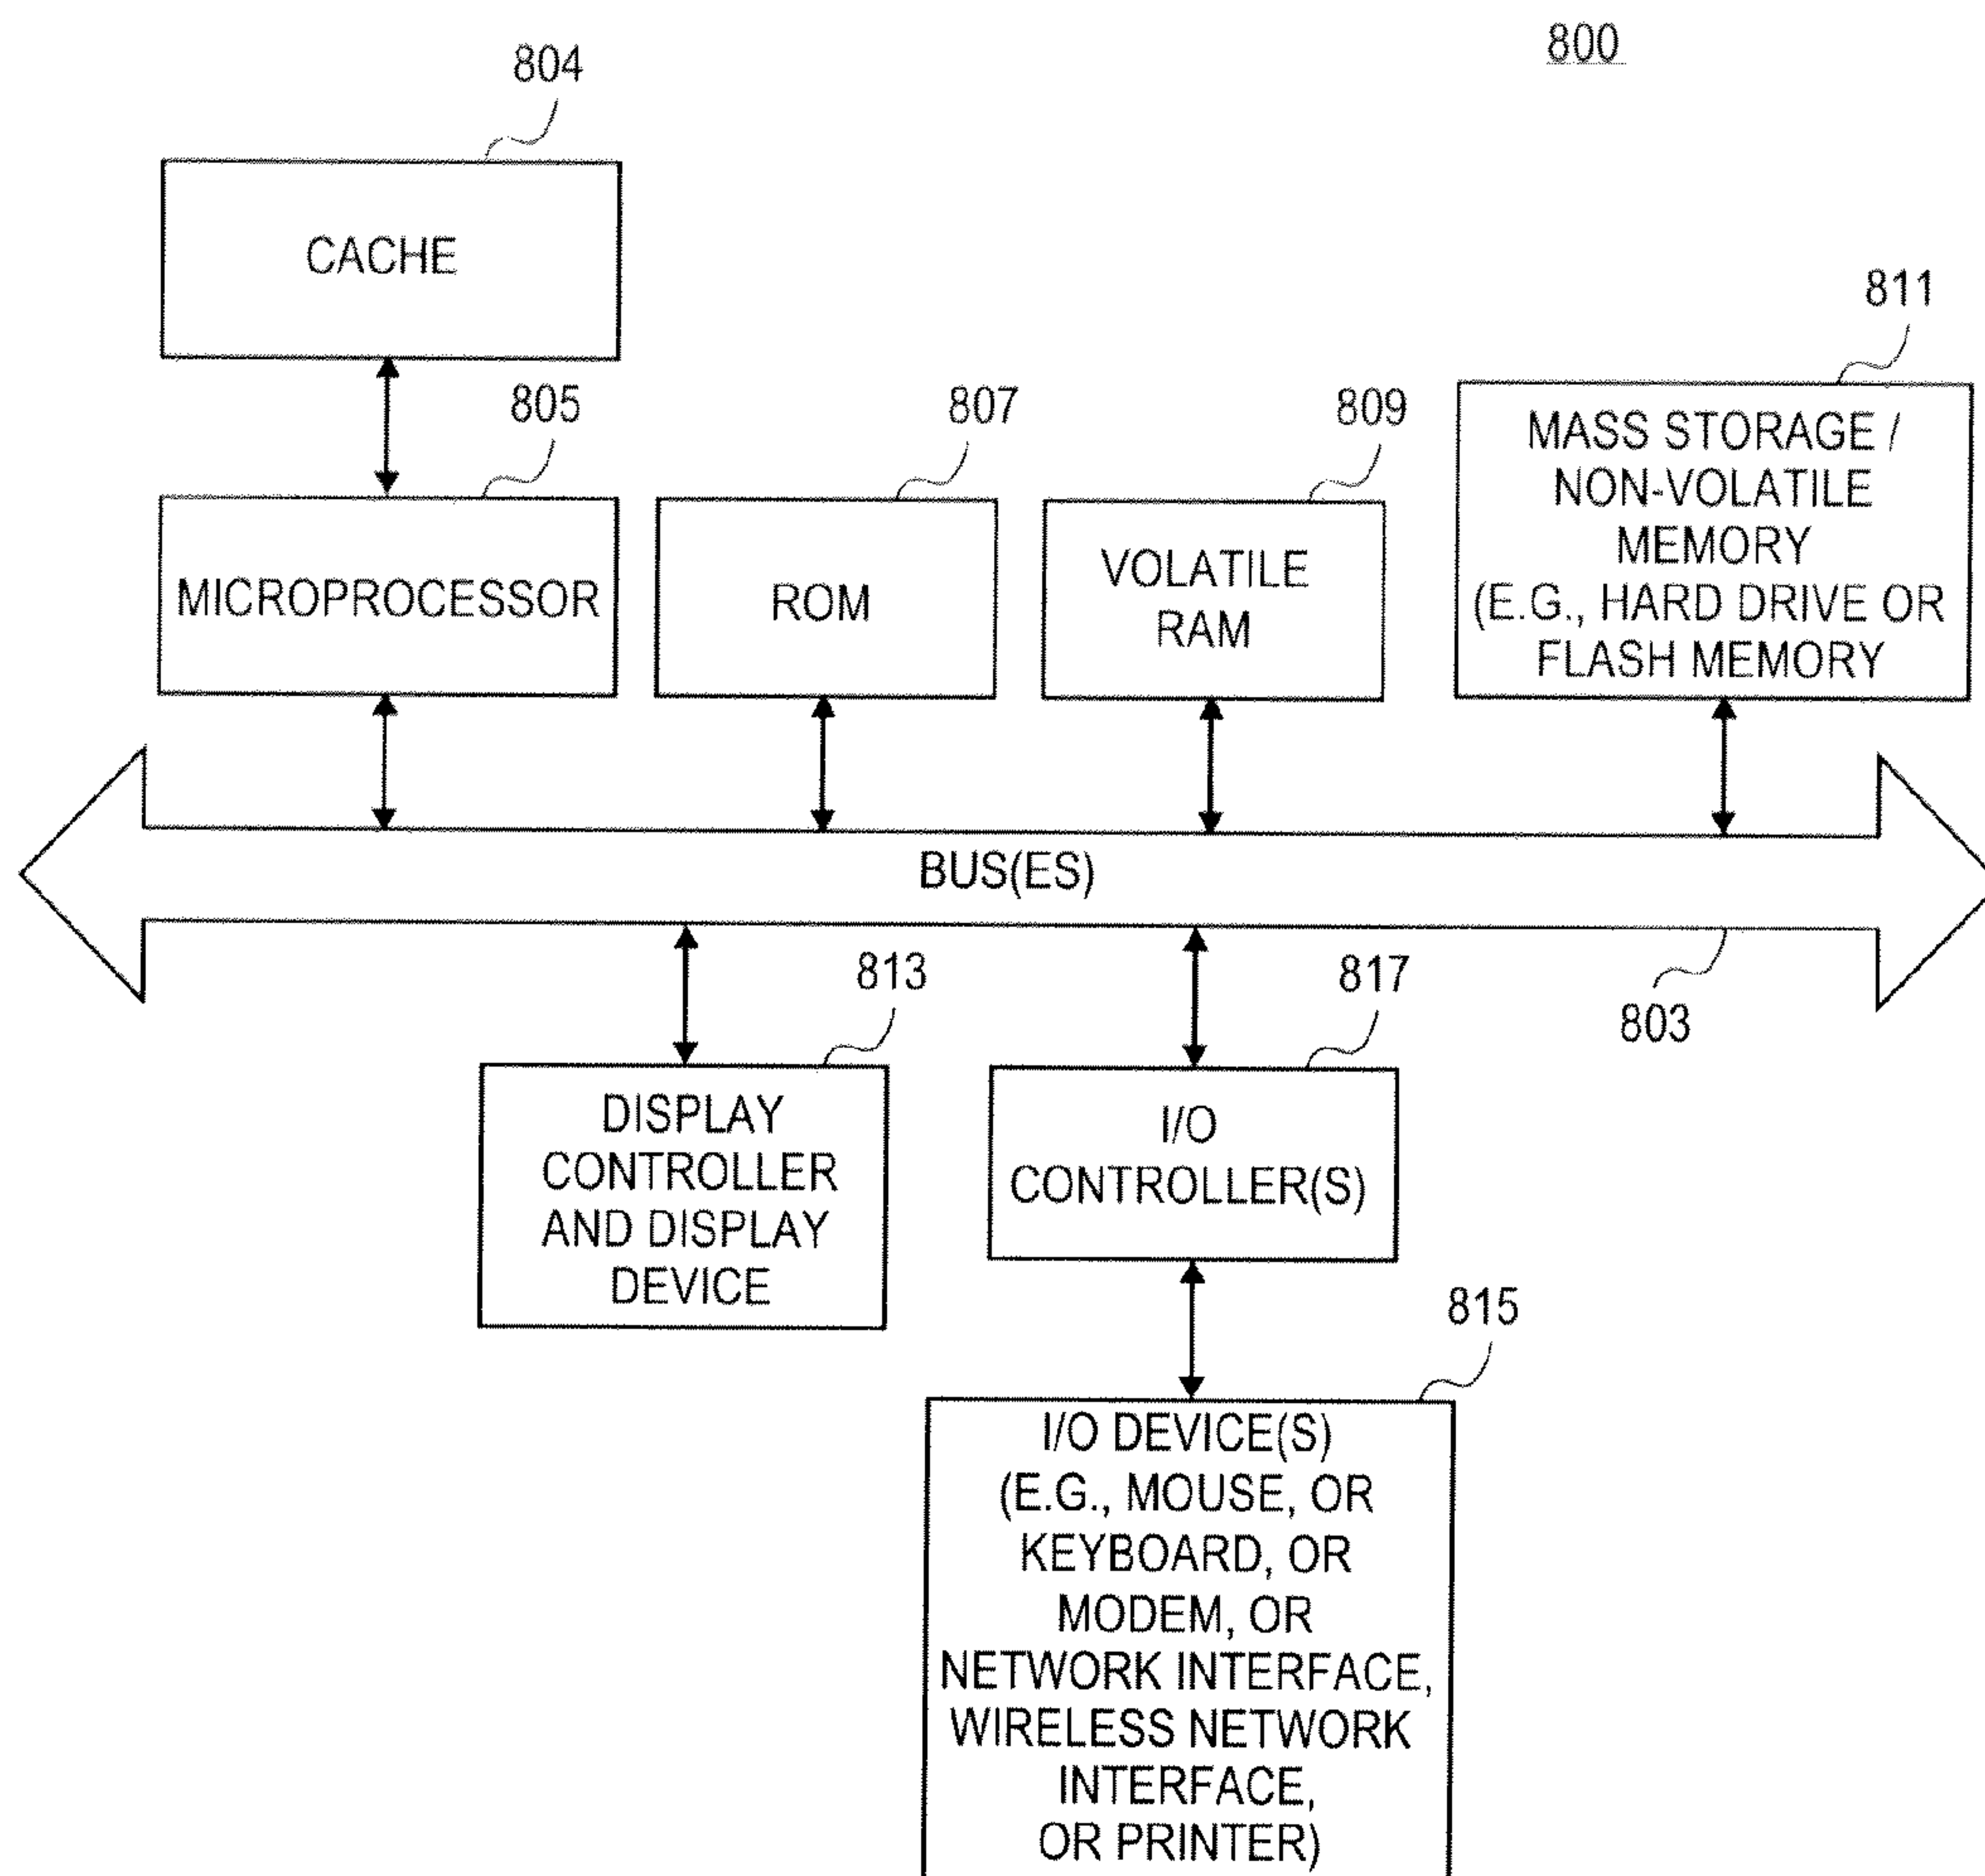 800
804
CACHE
811
805
807
809
MASS STORAGE /
NON-VOLATILE
MEMORY
(E.G., HARD DRIVE OR
FLASH MEMORY
MICROPROCESSOR
ROM
VOLATILE
RAM
BUS(ES)
803
813
817
DISPLAY
CONTROLLER
AND DISPLAY
DEVICE
I/O
CONTROLLER(S)
815
I/O DEVICE(S)
(E.G., MOUSE, OR
KEYBOARD, OR
MODEM, OR
NETWORK INTERFACE,
WIRELESS NETWORK
INTERFACE,
OR PRINTER)